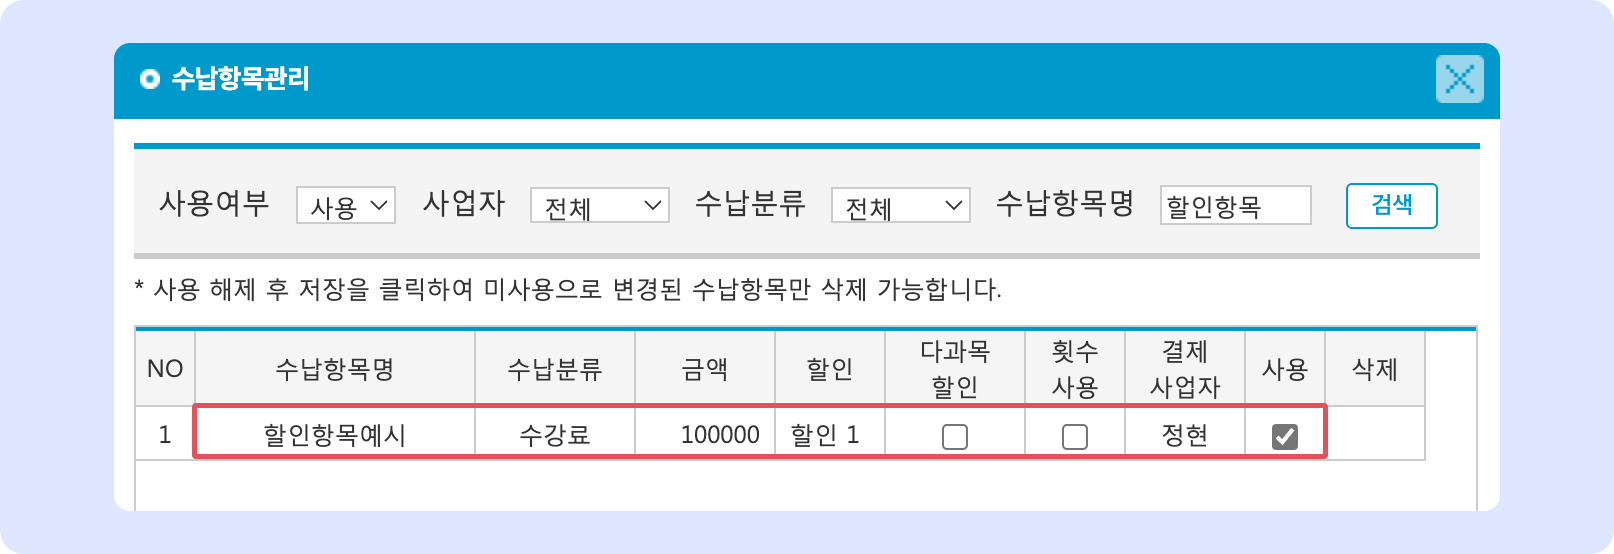 수납항목관리
사용여부 사용 사업자 전체 수납분류 전체 수납항목명 할인항목 검색
* 사용 해제 후 저장을 클릭하여 미사용으로 변경된 수납항목만 삭제 가능합니다.
NO 수납항목명 수납분류 금액 할인 다과목 할인 횟수 사용 결제 사업자 사용 삭제
1 할인항목예시 수강료 100000 할인 1 정현